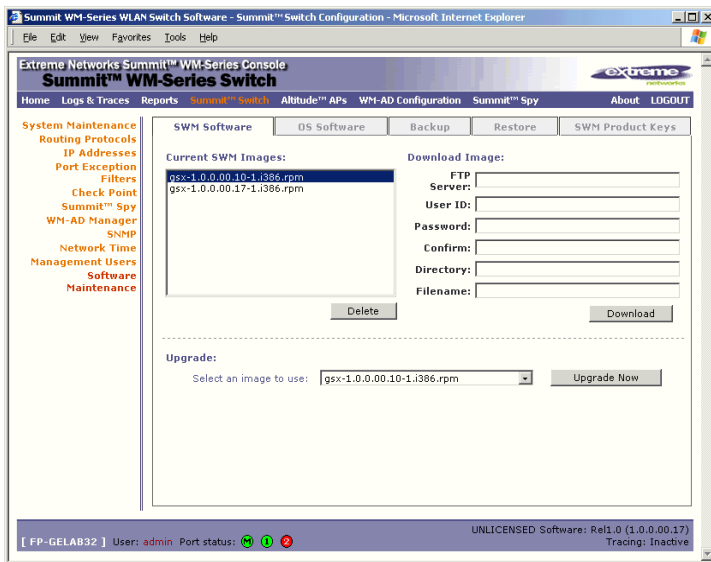 Summit WM-Series WLAN Switch Software - Summit™ Switch Configuration - Microsoft Internet Explorer
File Edit View Favorites Tools Help
Extreme Networks Summit™ WM-Series Console
Summit™ WM-Series Switch
extreme
networks
Home Logs & Traces Reports Summit™ Switch Altitude™ APs WM-AD Configuration Summit™ Spy About LOGOUT
System Maintenance
Routing Protocols
IP Addresses
Port Exception
Filters
Check Point
Summit™ Spy
WM-AD Manager
SNMP
Network Time
Management Users
Software
Maintenance
SWM Software OS Software Backup Restore SWM Product Keys
Current SWM Images:
gsx-1.0.0.00.10-1.i386.rpm
gsx-1.0.0.00.17-1.i386.rpm
Delete
Download Image:
FTP
Server:
User ID:
Password:
Confirm:
Directory:
Filename:
Download
Upgrade:
Select an image to use: gsx-1.0.0.00.10-1.i386.rpm Upgrade Now
UNLICENSED Software: Rel1.0 (1.0.0.00.17)
[ FP-GELAB32 ] User: admin Port status: M 1 2 Tracing: Inactive